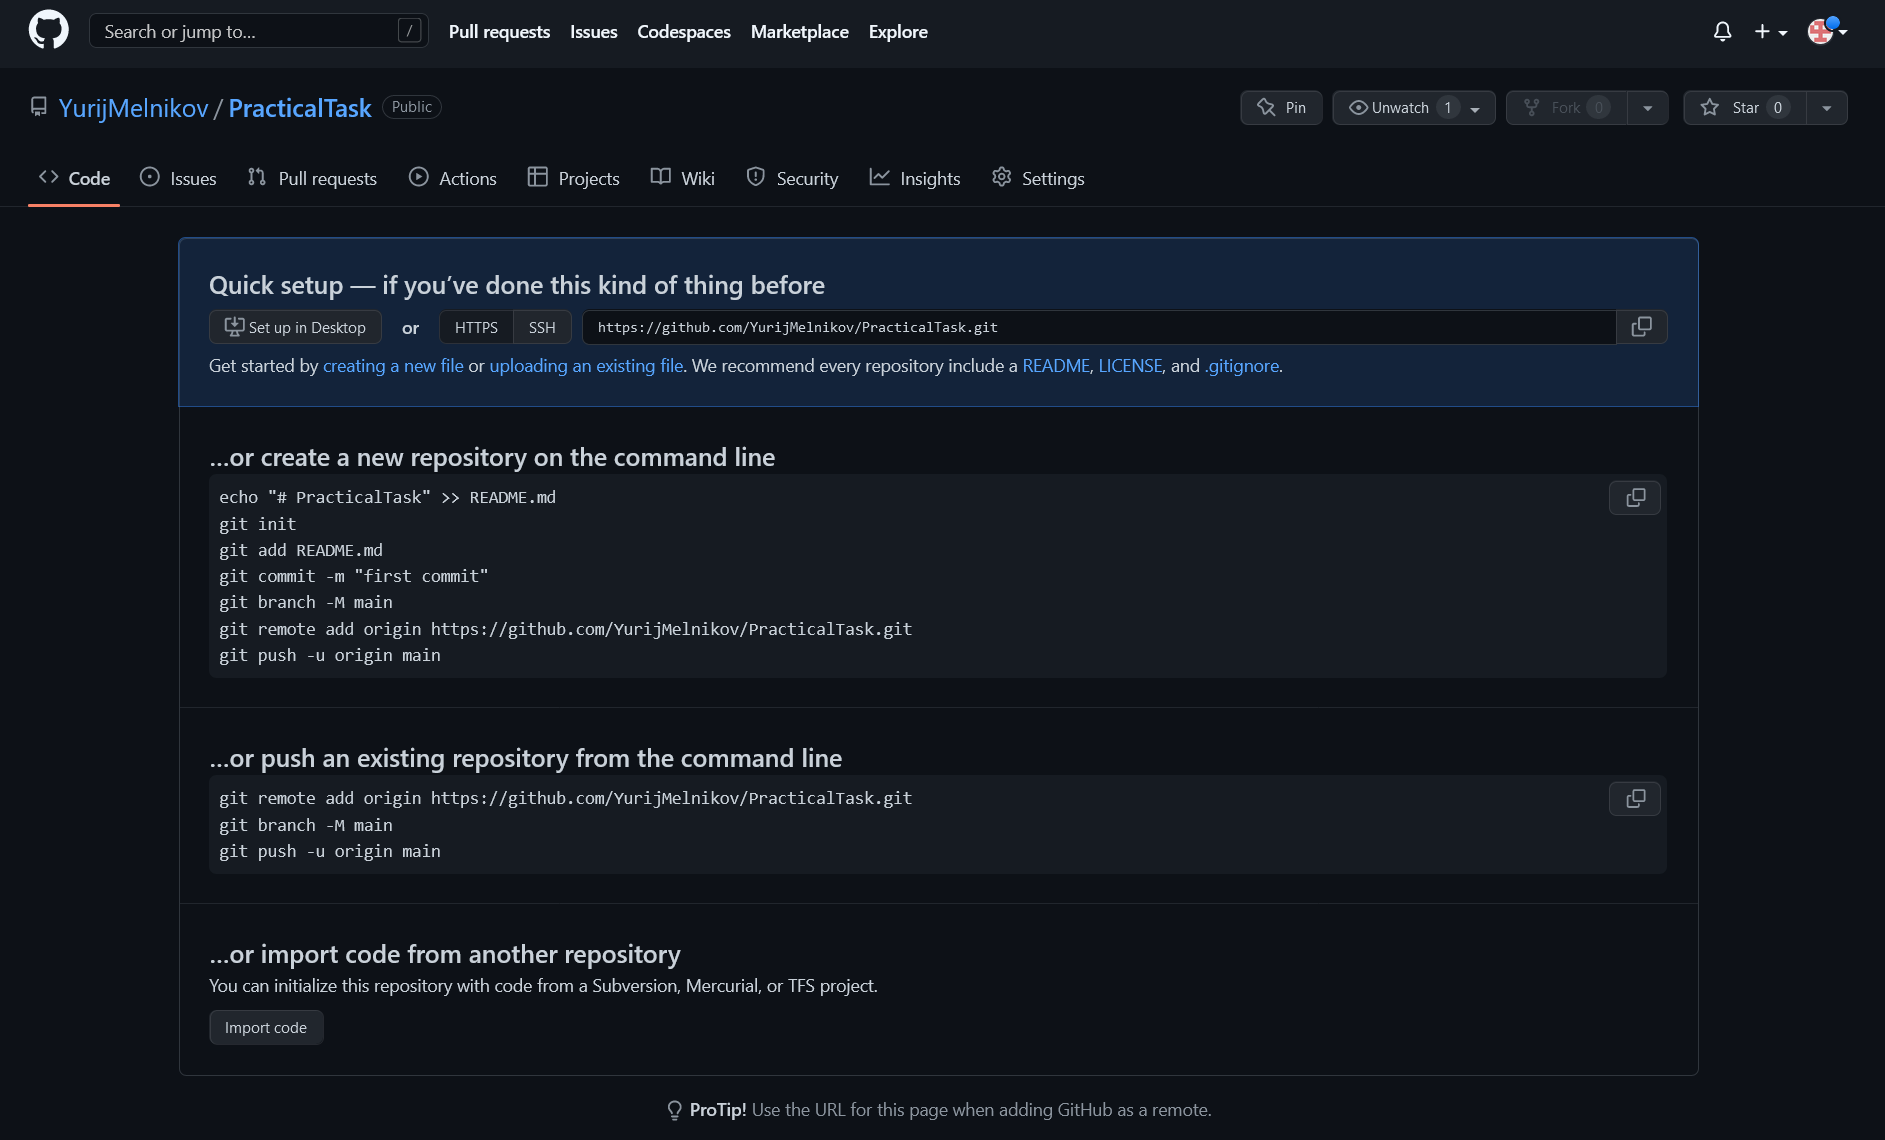 Search or jump to... /
Pull requests Issues Codespaces Marketplace Explore
YurijMelnikov / PracticalTask Public
Pin
Unwatch 1
Fork 0
Star 0
Code Issues Pull requests Actions Projects Wiki Security Insights Settings
Quick setup — if you’ve done this kind of thing before
Set up in Desktop or HTTPS SSH https://github.com/YurijMelnikov/PracticalTask.git
Get started by creating a new file or uploading an existing file. We recommend every repository include a README, LICENSE, and .gitignore.
…or create a new repository on the command line
echo "# PracticalTask" >> README.md
git init
git add README.md
git commit -m "first commit"
git branch -M main
git remote add origin https://github.com/YurijMelnikov/PracticalTask.git
git push -u origin main
…or push an existing repository from the command line
git remote add origin https://github.com/YurijMelnikov/PracticalTask.git
git branch -M main
git push -u origin main
…or import code from another repository
You can initialize this repository with code from a Subversion, Mercurial, or TFS project.
Import code
ProTip! Use the URL for this page when adding GitHub as a remote.